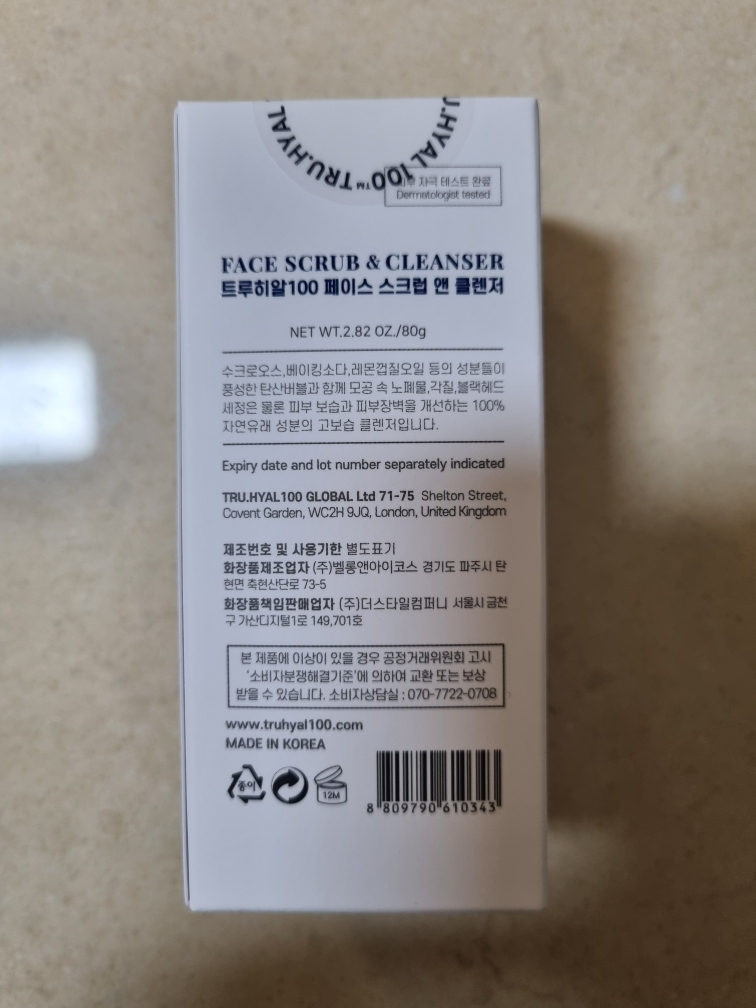 TRU.HYAL 100™ TRU.HYAL
피부 자극 테스트 완료
Dermatologist tested
FACE SCRUB & CLEANSER
트루히알100 페이스 스크럽 앤 클렌저
NET WT.2.82 OZ./80g
수크로오스,베이킹소다,레몬껍질오일 등의 성분들이
풍성한 탄산버블과 함께 모공 속 노폐물,각질,블랙헤드
세정은 물론 피부 보습과 피부장벽을 개선하는 100%
자연유래 성분의 고보습 클렌저입니다.
Expiry date and lot number separately indicated
TRU.HYAL100 GLOBAL Ltd 71-75 Shelton Street,
Covent Garden, WC2H 9JQ, London, United Kingdom
제조번호 및 사용기한 별도표기
화장품제조업자 (주)벨롱앤아이코스 경기도 파주시 탄
현면 축현산단로 73-5
화장품책임판매업자 (주)더스타일컴퍼니 서울시 금천
구 가산디지털1로 149,701호
본 제품에 이상이 있을 경우 공정거래위원회 고시
'소비자분쟁해결기준'에 의하여 교환 또는 보상
받을 수 있습니다. 소비자상담실 : 070-7722-0708
www.truhyal100.com
MADE IN KOREA
종이
12M
8 809790 610343